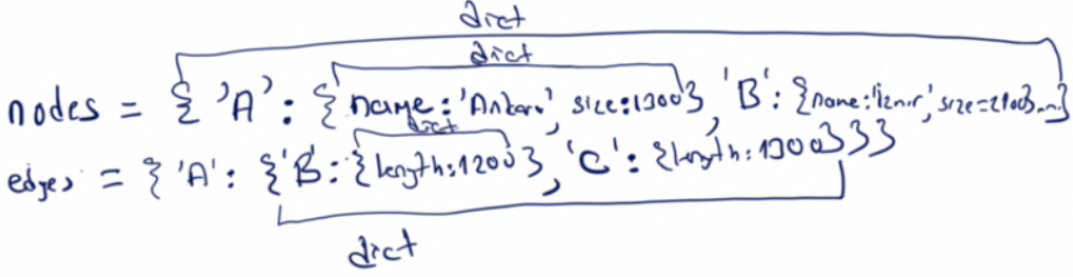 dict
dict
nodes = { 'A': { name:'Ankara', size:1300}, 'B': {name:'Izmir', size=2100}...}
dict
edges = { 'A': {'B': {length:1200}, 'C': {length:1300}}}
dict